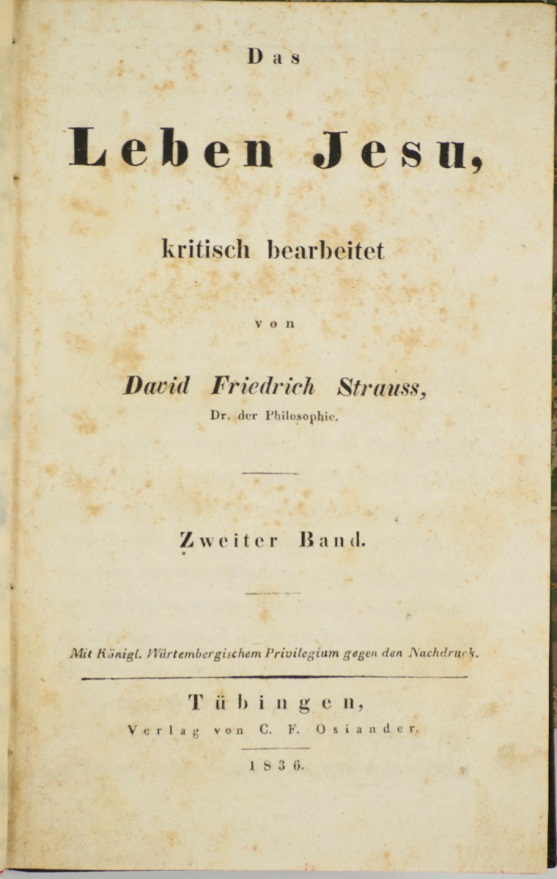 Das
Leben Jesu,
kritisch bearbeitet
von
David Friedrich Strauss,
Dr. der Philosophie.
Zweiter Band.
Mit Königl. Würtembergischem Privilegium gegen den Nachdruck.
Tübingen,
Verlag von C. F. Osiander.
1836.